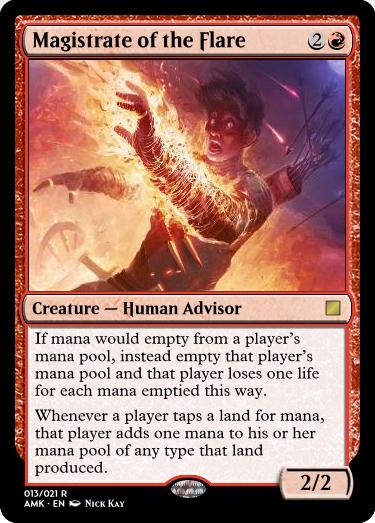 Magistrate of the Flare 2
Creature — Human Advisor
If mana would empty from a player's
mana pool, instead empty that player's
mana pool and that player loses one life
for each mana emptied this way.
Whenever a player taps a land for mana,
that player adds one mana to his or her
mana pool of any type that land
produced.
2/2
013/021 R
AMK • EN Nick Kay